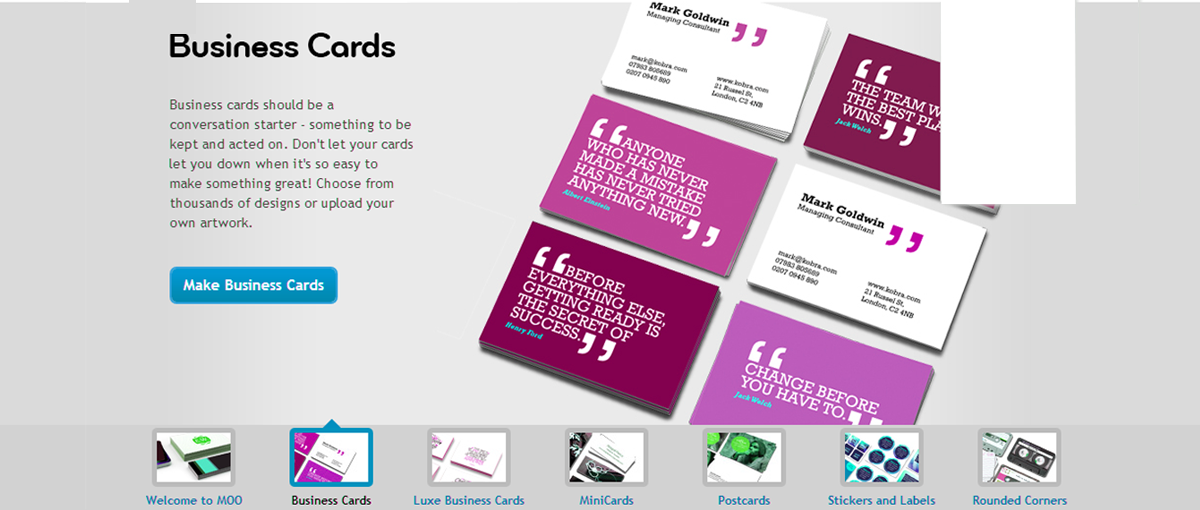 Business Cards
Business cards should be a
conversation starter - something to be
kept and acted on. Don't let your cards
let you down when it's so easy to
make something great! Choose from
thousands of designs or upload your
own artwork.
Make Business Cards
Mark Goldwin
Managing Consultant
mark@kobra.com
07983 805689
0207 0945 890
www.kobra.com
21 Russel St,
London, C2 4NB
THE TEAM W
THE BEST PLA
WINS.
Jack Welch
ANYONE
WHO HAS NEVER
MADE A MISTAKE
HAS NEVER TRIED
ANYTHING NEW.
Albert Einstein
Mark Goldwin
Managing Consultant
mark@kobra.com
07983 805689
0207 0945 890
www.kobra.com
21 Russel St,
London, C2 4NB
BEFORE
EVERYTHING ELSE,
GETTING READY IS
THE SECRET OF
SUCCESS.
Henry Ford
CHANGE BEFORE
YOU HAVE TO.
Jack Welch
Welcome to MOO
Business Cards
Luxe Business Cards
MiniCards
Postcards
Stickers and Labels
Rounded Corners